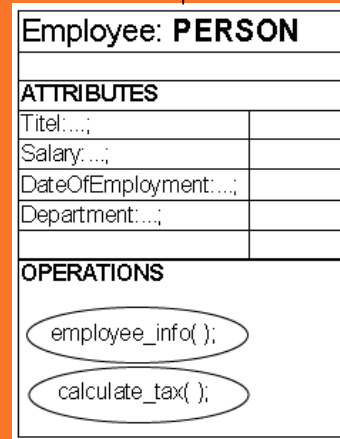 Employee: PERSON
ATTRIBUTES
Titel:...;
Salary:...;
DateOfEmployment:...;
Department:...;
OPERATIONS
employee_info( );
calculate_tax( );